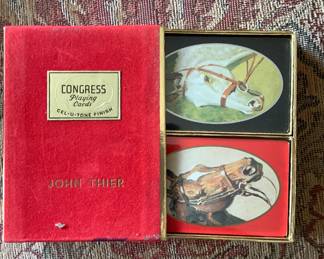 CONGRESS
Playing
Cards
CEL-U-TONE FINISH
JOHN THIER